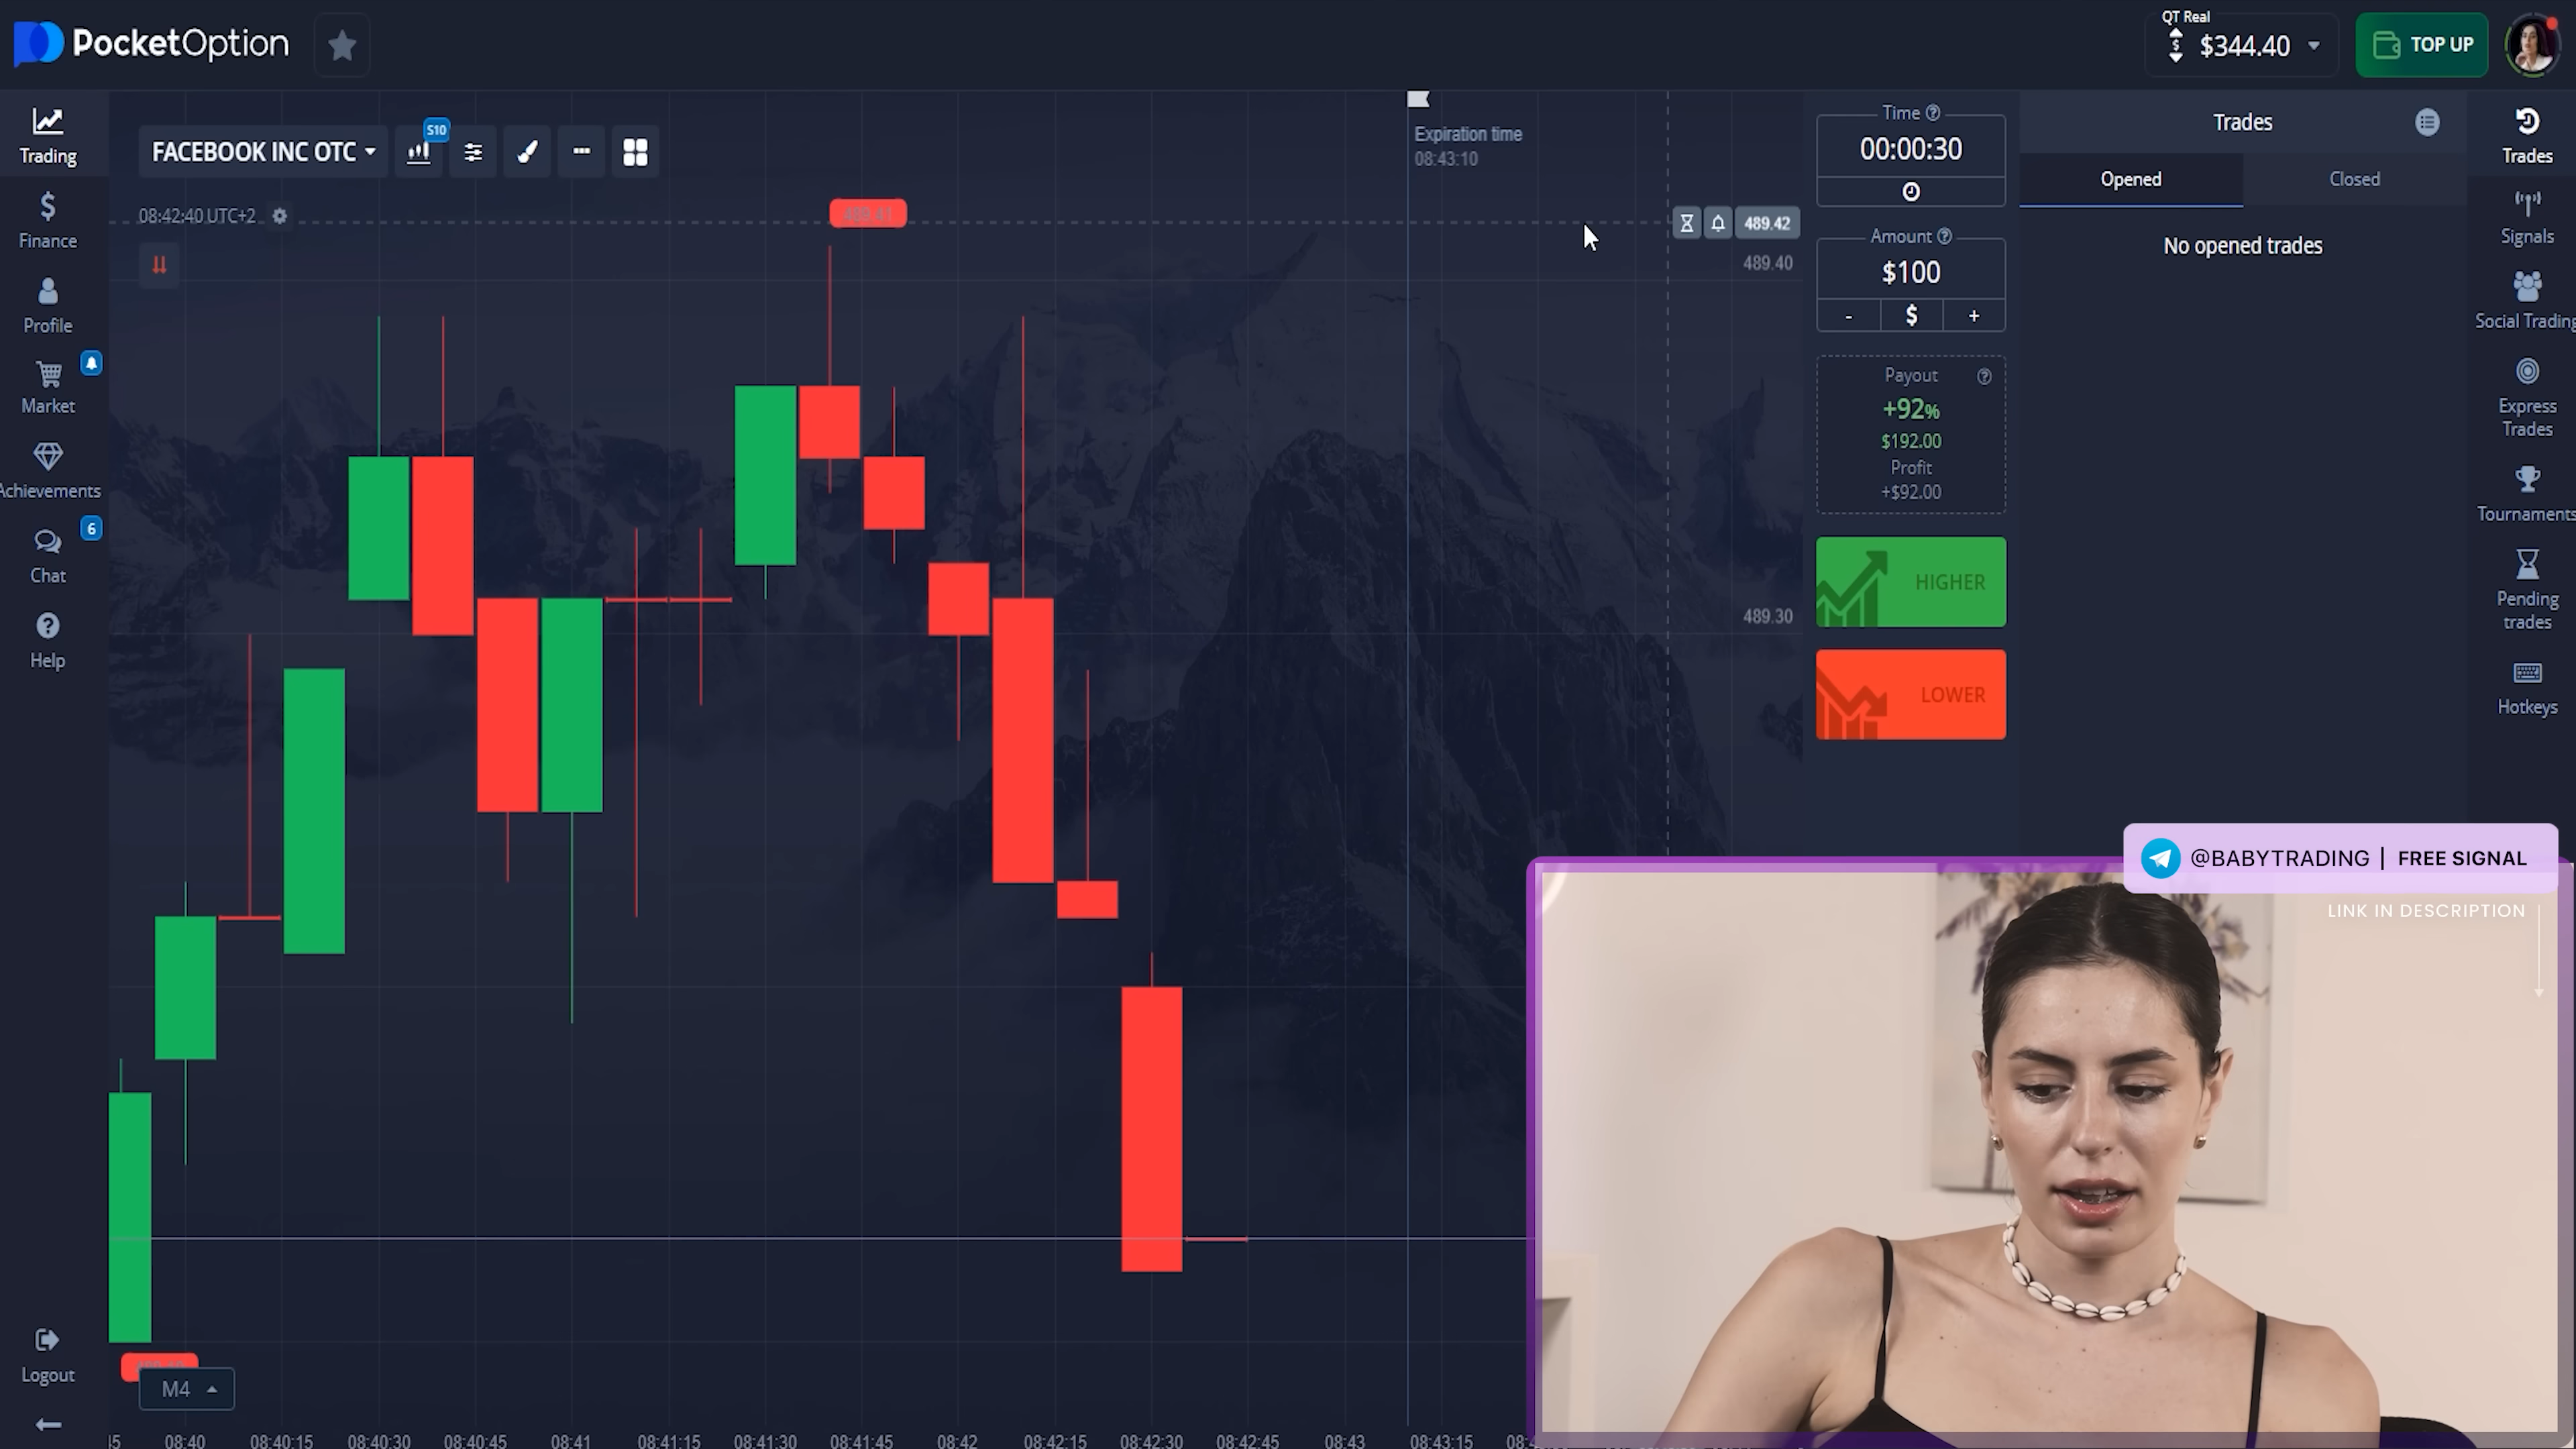 PocketOption
QT Real
$344.40
TOP UP
Trading
Finance
Profile
Market
Achievements
6
Chat
Help
Logout
FACEBOOK INC OTC
S10
08:42:40 UTC+2
489.41
Expiration time
08:43:10
489.42
489.40
489.30
M4
08:40
08:40:15
08:40:30
08:40:45
08:41
08:41:15
08:41:30
08:41:45
08:42
08:42:15
08:42:30
08:42:45
08:43
08:43:15
Time
00:00:30
Amount
$100
- $ +
Payout
+92%
$192.00
Profit
+$92.00
HIGHER
LOWER
Trades
Opened
Closed
No opened trades
Trades
Signals
Social Trading
Express
Trades
Tournaments
Pending
trades
Hotkeys
@BABYTRADING | FREE SIGNAL
LINK IN DESCRIPTION